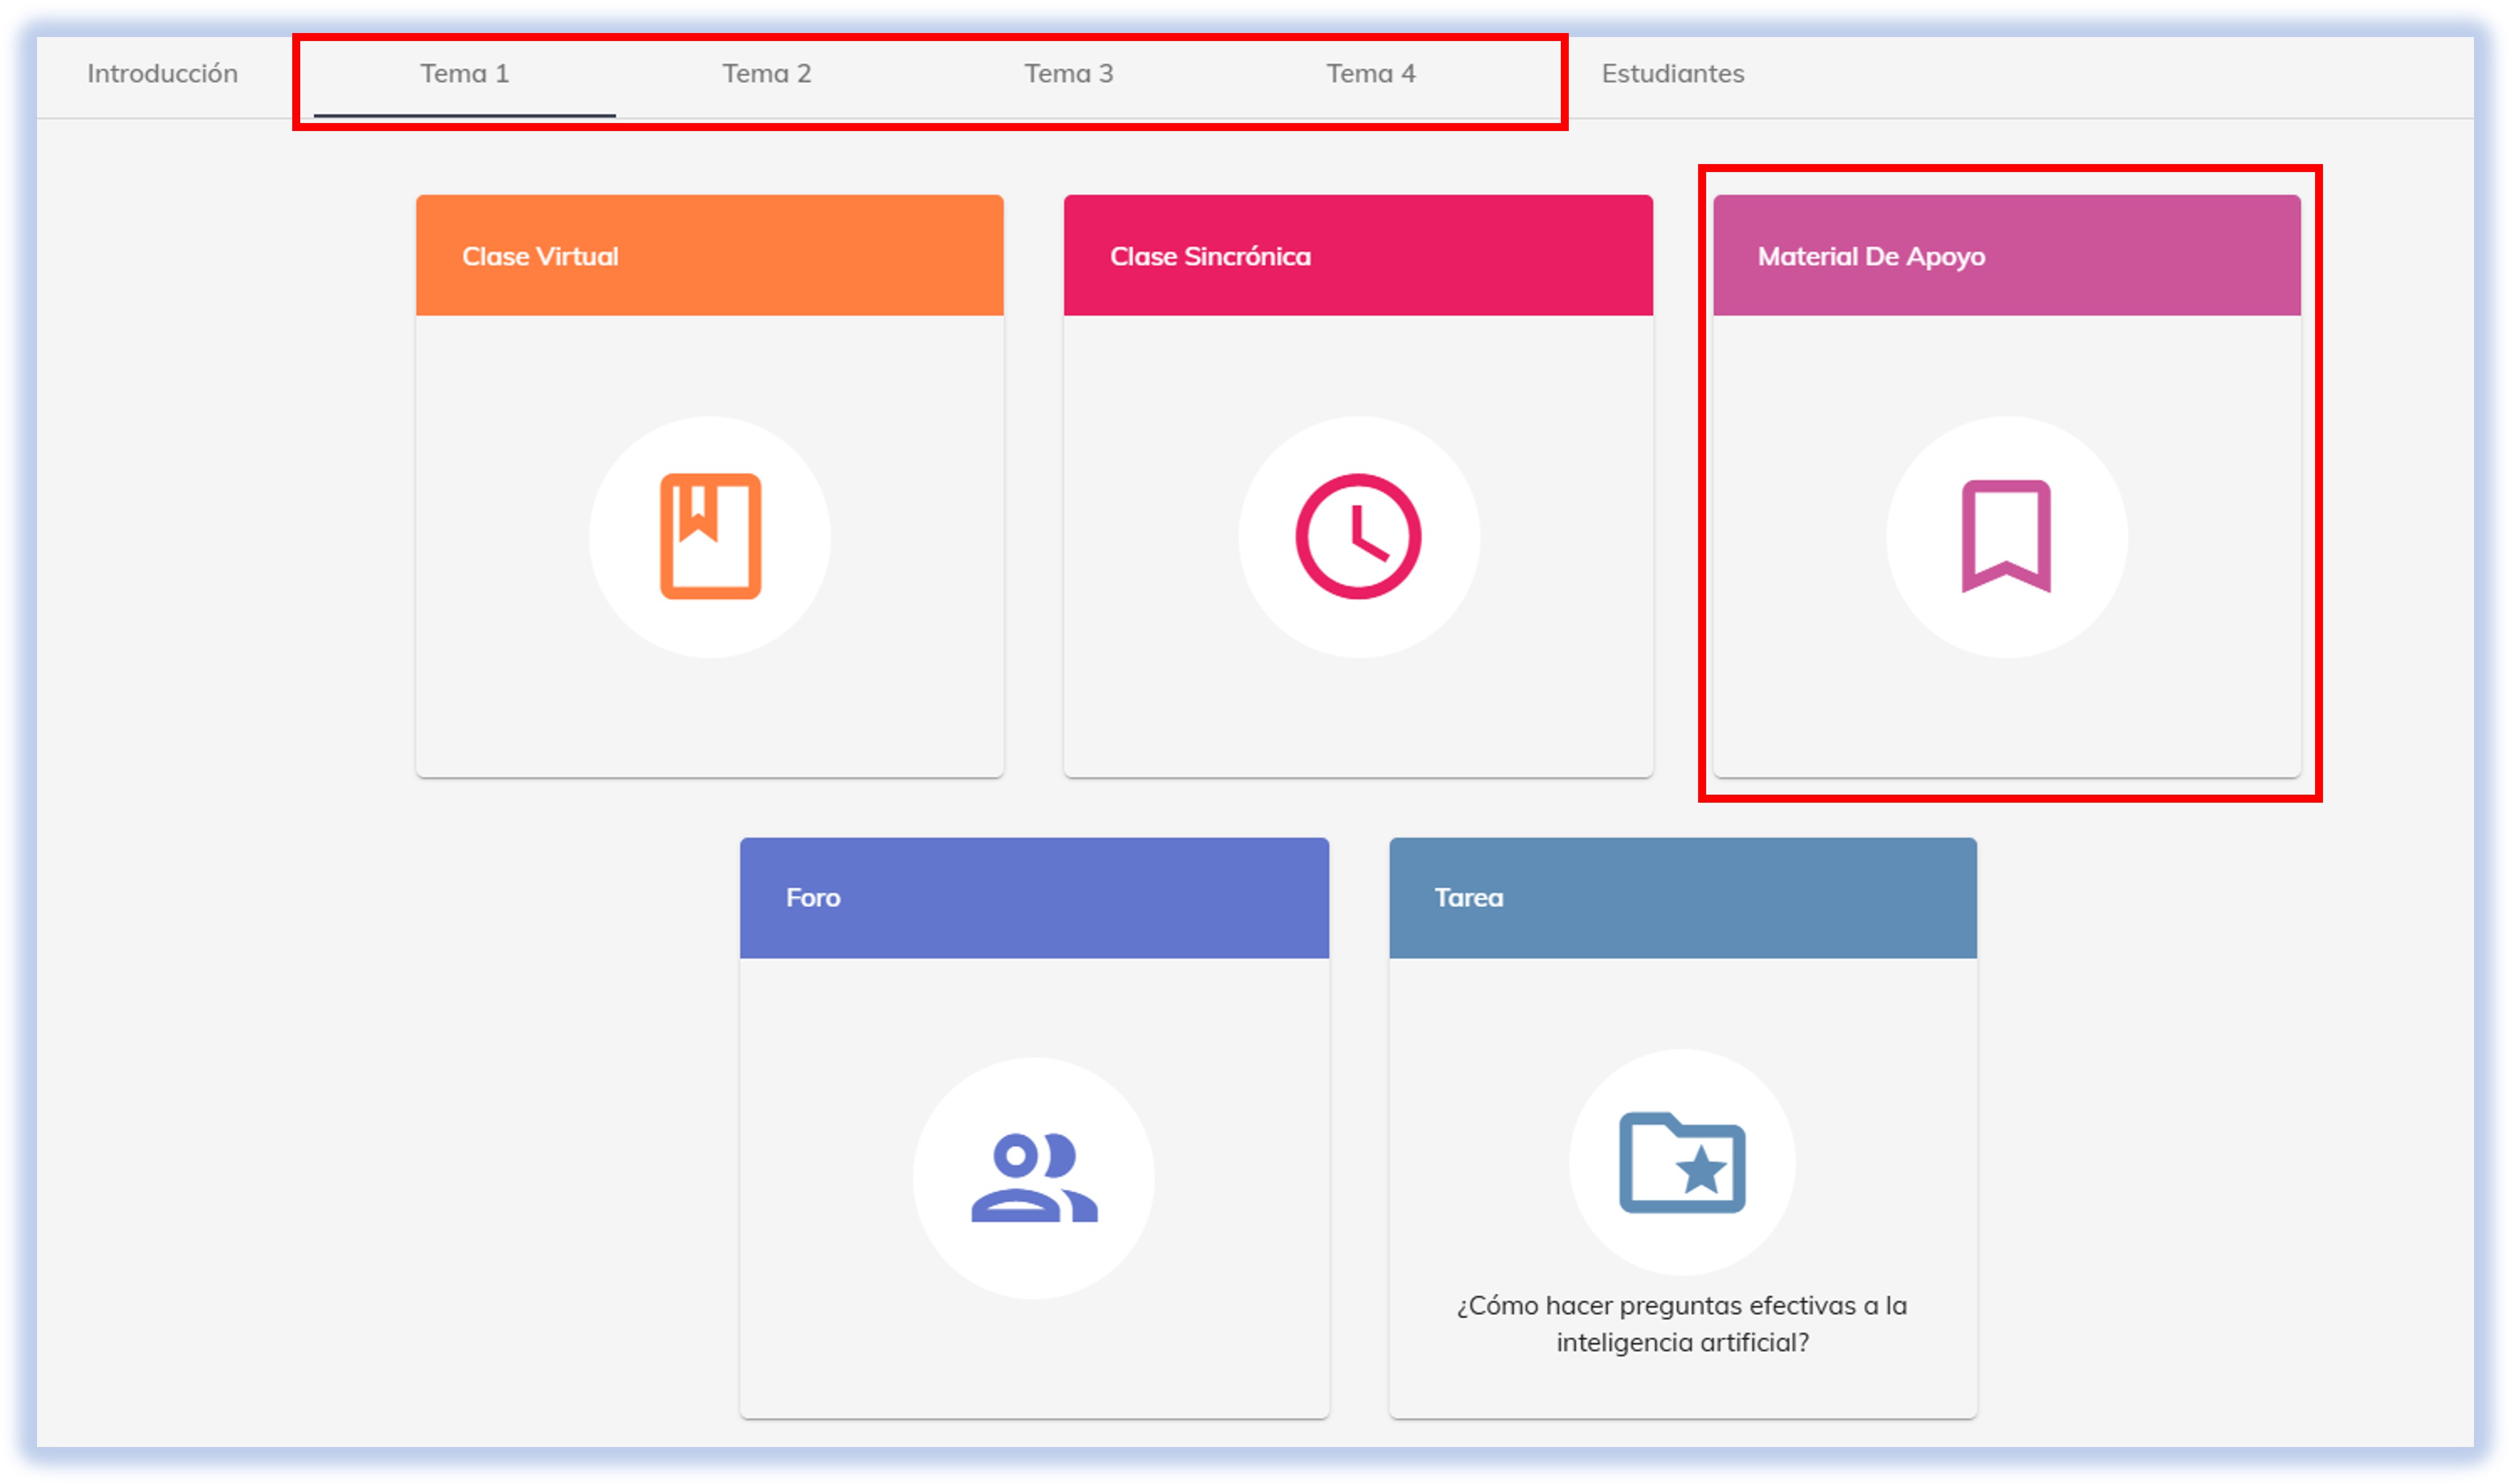 Introducción
Tema 1
Tema 2
Tema 3
Tema 4
Estudiantes
Clase Virtual
Clase Sincrónica
Material De Apoyo
Foro
Tarea
¿Cómo hacer preguntas efectivas a la
inteligencia artificial?